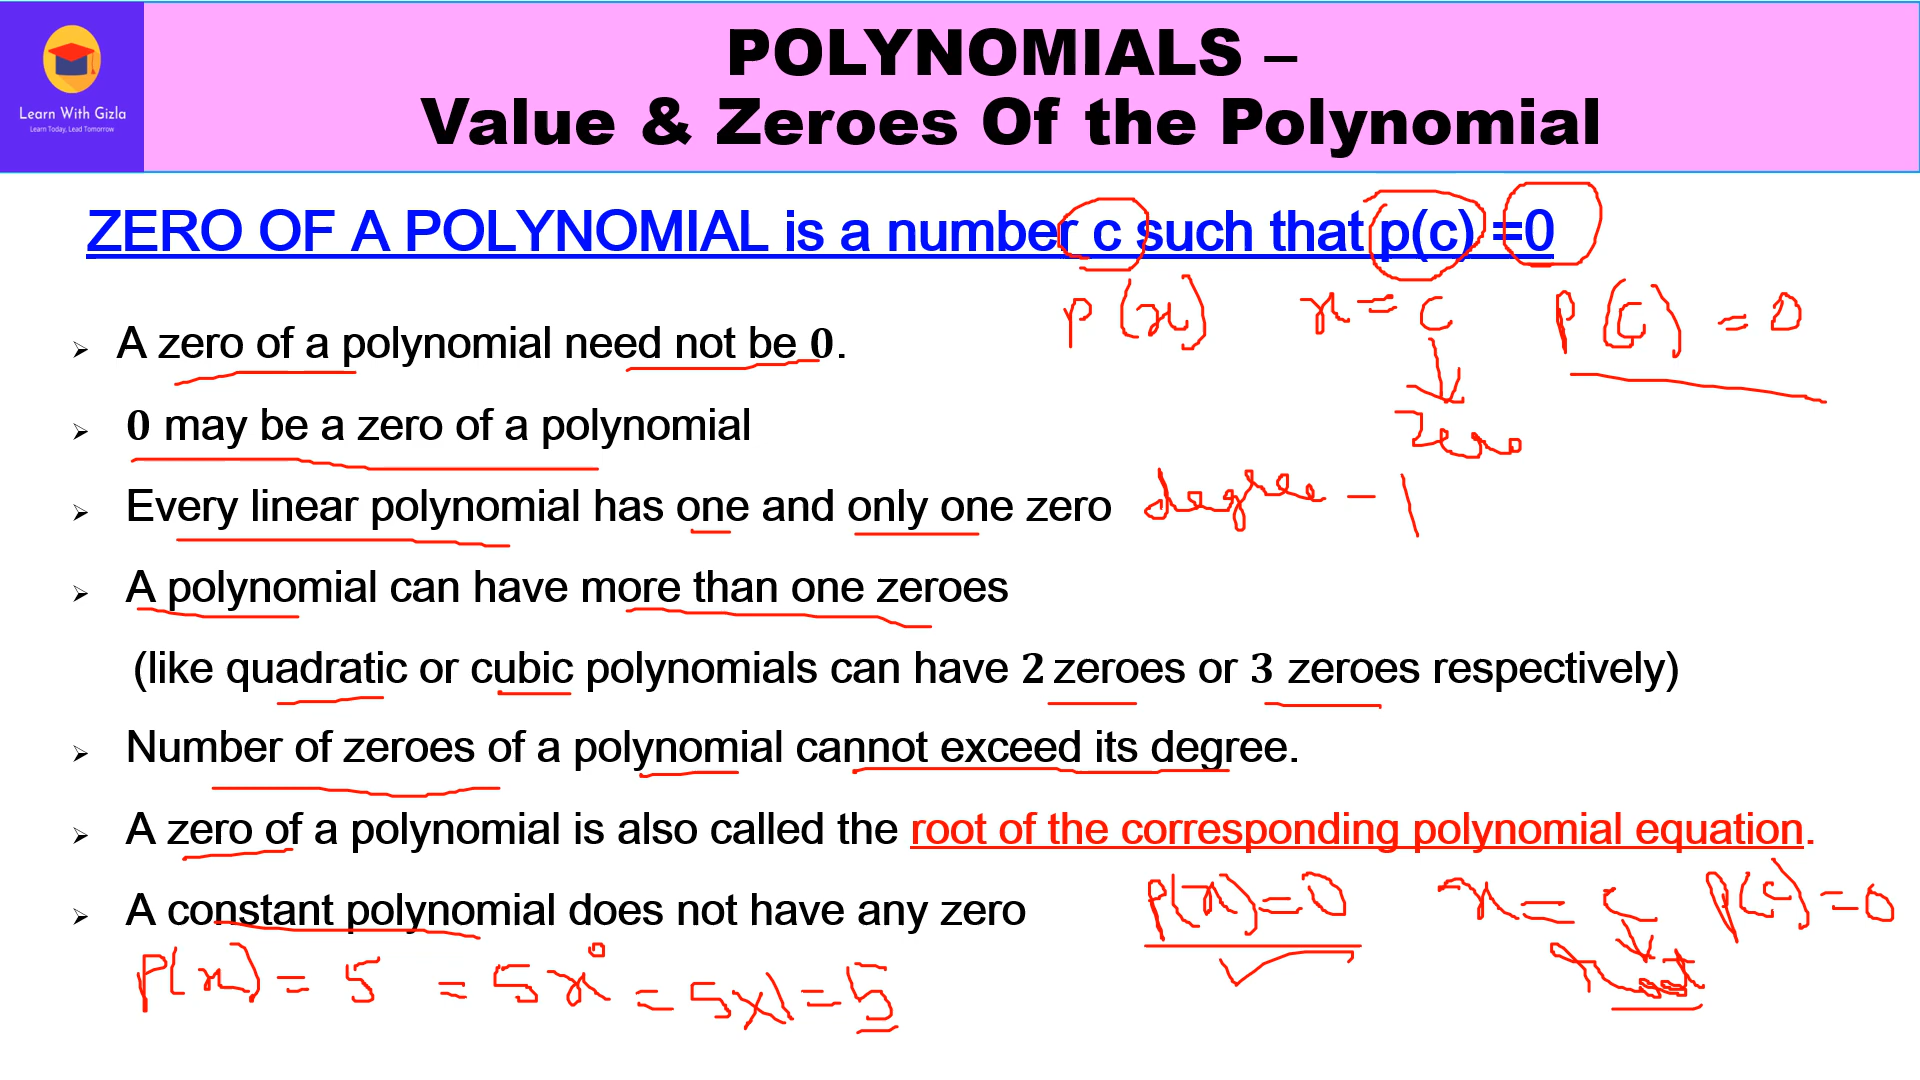 Learn With Gizla
Learn Today, Lead Tomorrow
POLYNOMIALS –
Value & Zeroes Of the Polynomial
ZERO OF A POLYNOMIAL is a number c such that p(c) =0
P(x) x = c P(c) = 0
zero
➢ A zero of a polynomial need not be 0.
➢ 0 may be a zero of a polynomial
➢ Every linear polynomial has one and only one zero degree – 1
➢ A polynomial can have more than one zeroes
(like quadratic or cubic polynomials can have 2 zeroes or 3 zeroes respectively)
➢ Number of zeroes of a polynomial cannot exceed its degree.
➢ A zero of a polynomial is also called the root of the corresponding polynomial equation.
➢ A constant polynomial does not have any zero
P(x)=0 x = c P(c)=0
root
P(x) = 5 = 5x⁰ = 5x1 = 5